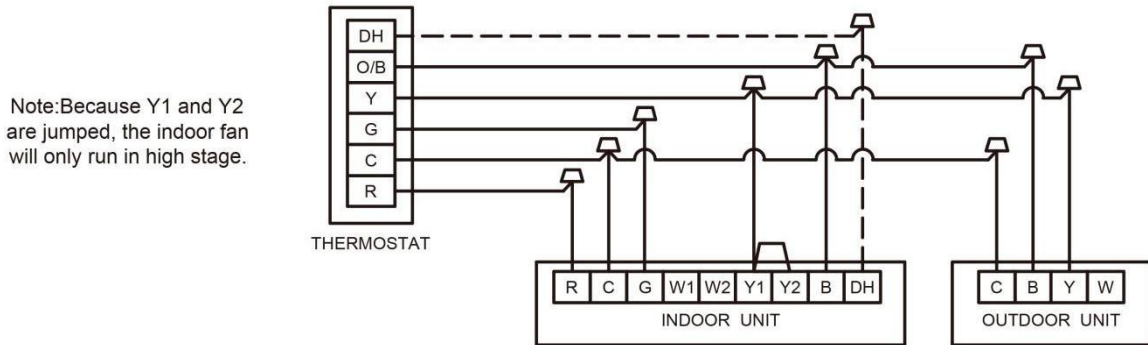 Note:Because Y1 and Y2
are jumped, the indoor fan
will only run in high stage.
DH
O/B
Y
G
C
R
THERMOSTAT
R C G W1 W2 Y1 Y2 B DH
INDOOR UNIT
C B Y W
OUTDOOR UNIT